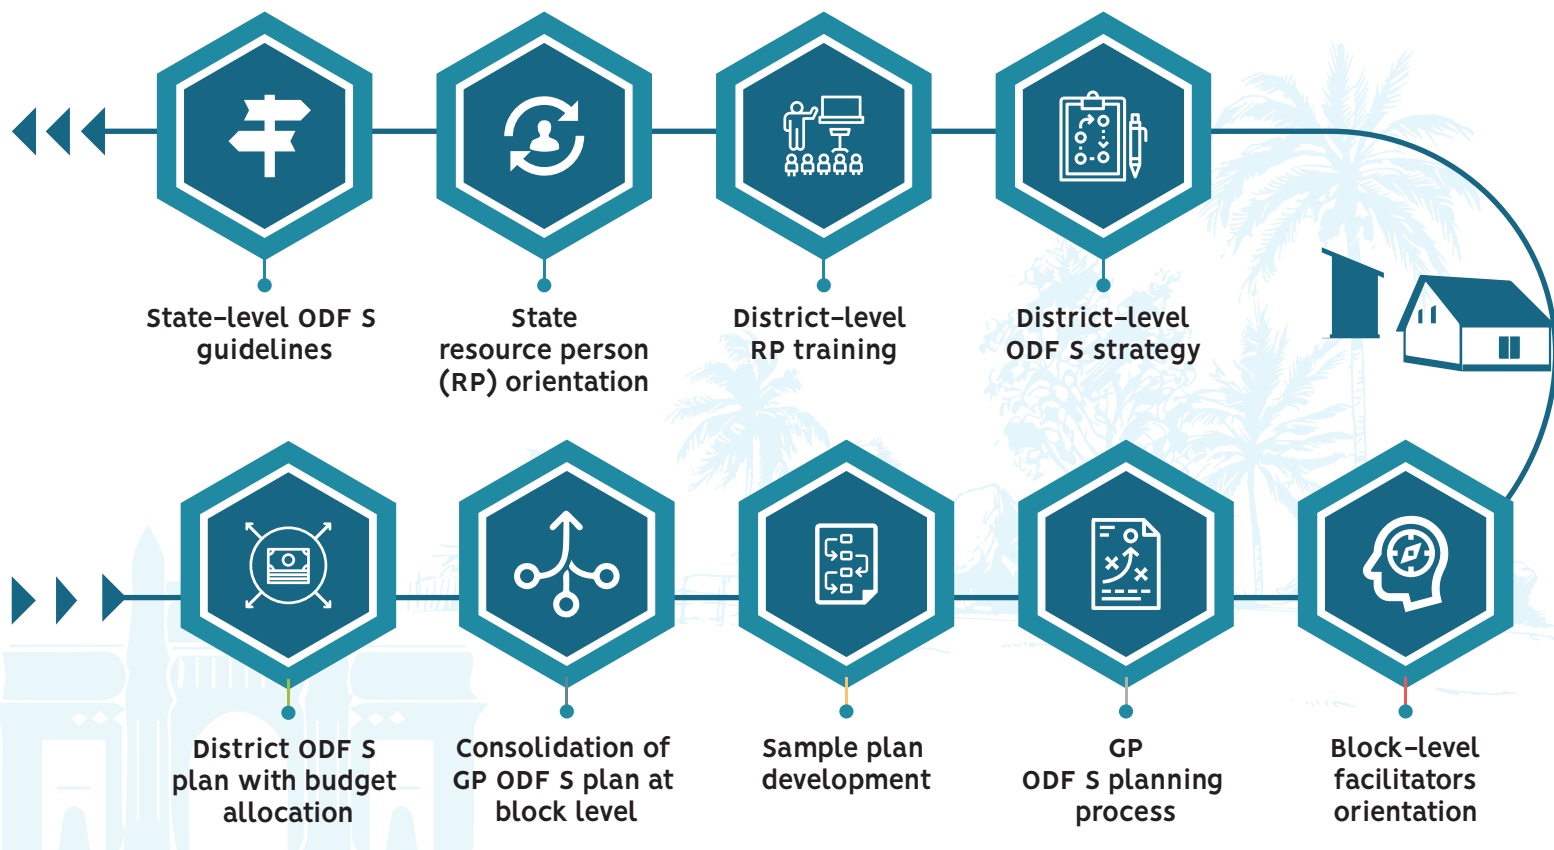 State-level ODF S
guidelines
State
resource person
(RP) orientation
District-level
RP training
District-level
ODF S strategy
District ODF S
plan with budget
allocation
Consolidation of
GP ODF S plan at
block level
Sample plan
development
GP
ODF S planning
process
Block-level
facilitators
orientation